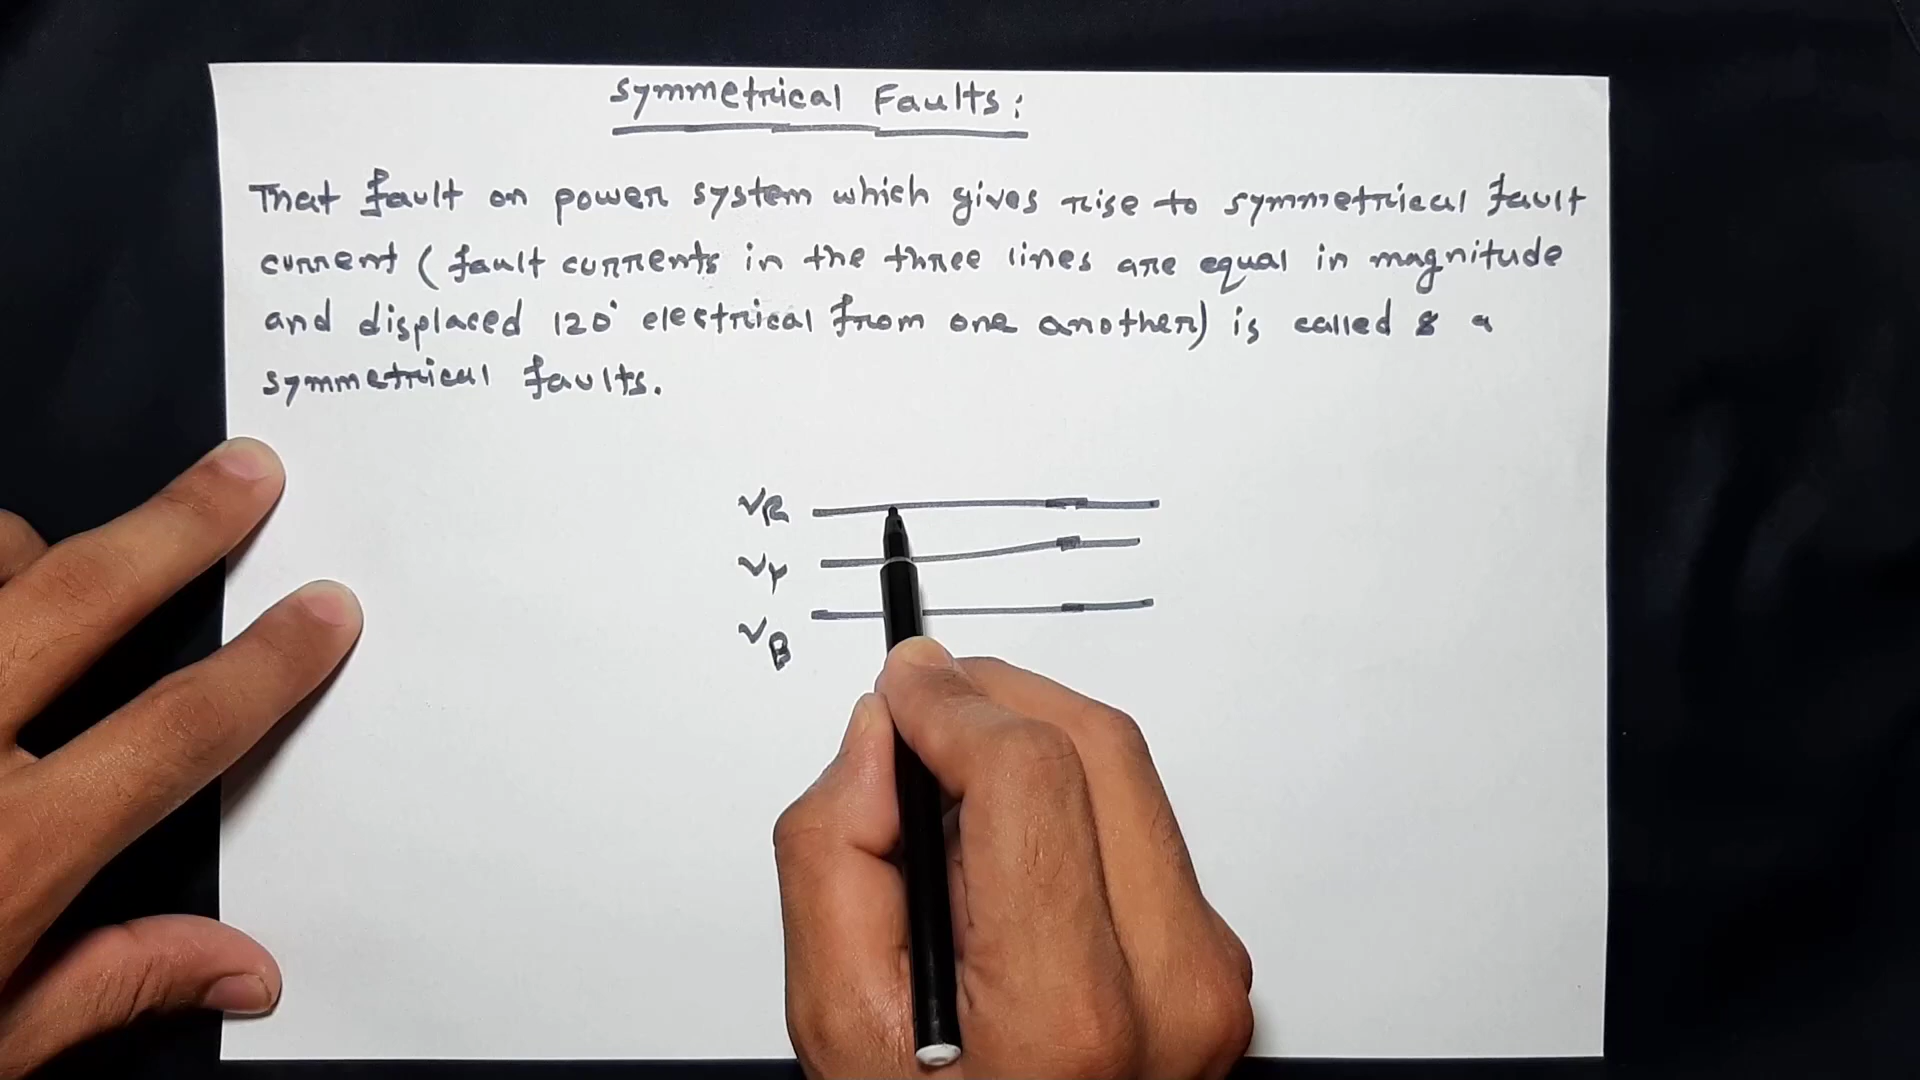 Symmetrical Faults:
That fault on power system which gives rise to symmetrical fault
current (fault currents in the three lines are equal in magnitude
and displaced 120° electrical from one another) is called a
symmetrical faults.
VR
VY
VB